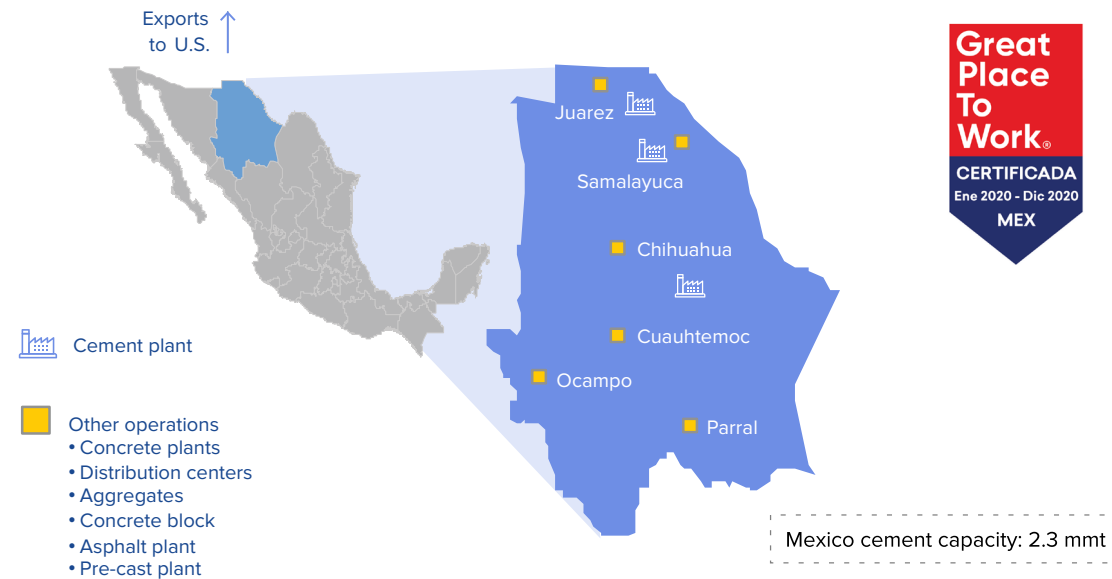 Exports
to U.S.
Great
Place
To
Work®
CERTIFICADA
Ene 2020 - Dic 2020
MEX
Juarez
Samalayuca
Chihuahua
Cuauhtemoc
Ocampo
Parral
Cement plant
Other operations
• Concrete plants
• Distribution centers
• Aggregates
• Concrete block
• Asphalt plant
• Pre-cast plant
Mexico cement capacity: 2.3 mmt